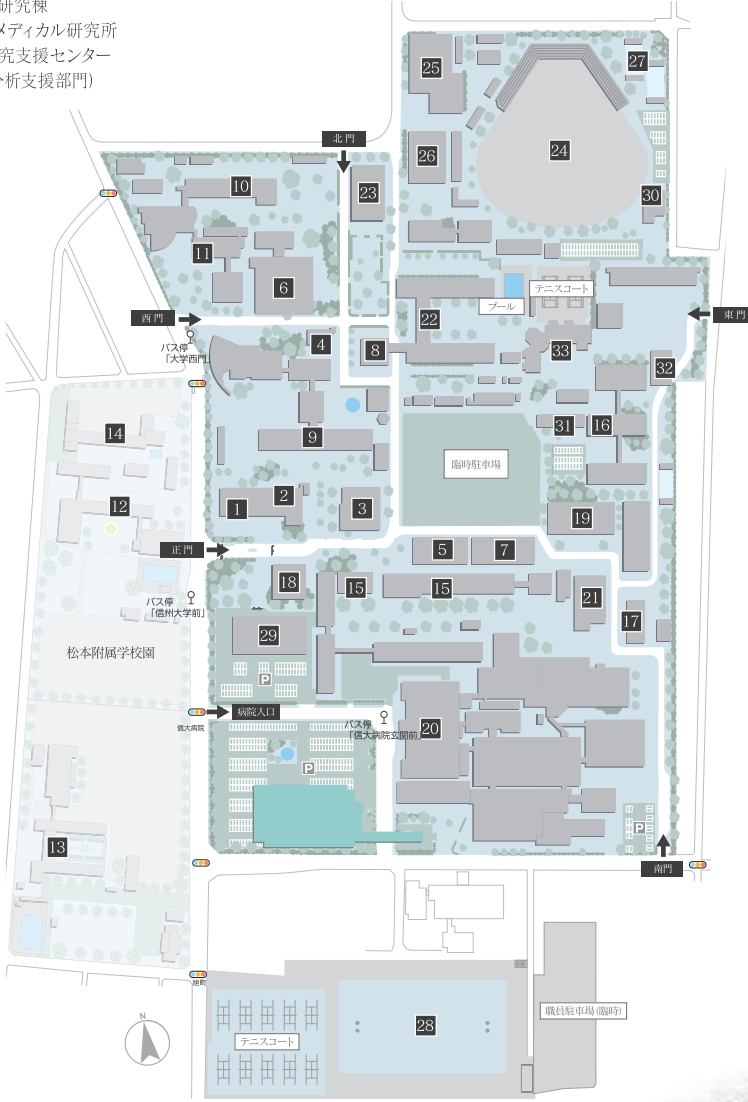 研究棟
メディカル研究所
究支援センター
分析支援部門)
27
25
24
北門
26
10
23
30
11
6
テニスコート
プール
西門
東門
22
バス停
「大学西門」
4
8
33
32
14
9
31
16
臨時駐車場
12
1
2
3
19
正門
5
7
18
15
15
21
バス停
「信州大学前」
17
29
松本附属学校園
P
病院入口
信大病院
バス停
「信大病院玄関前」
20
P
P
13
南門
旭町
N
職員駐車場(臨時)
28
テニスコート